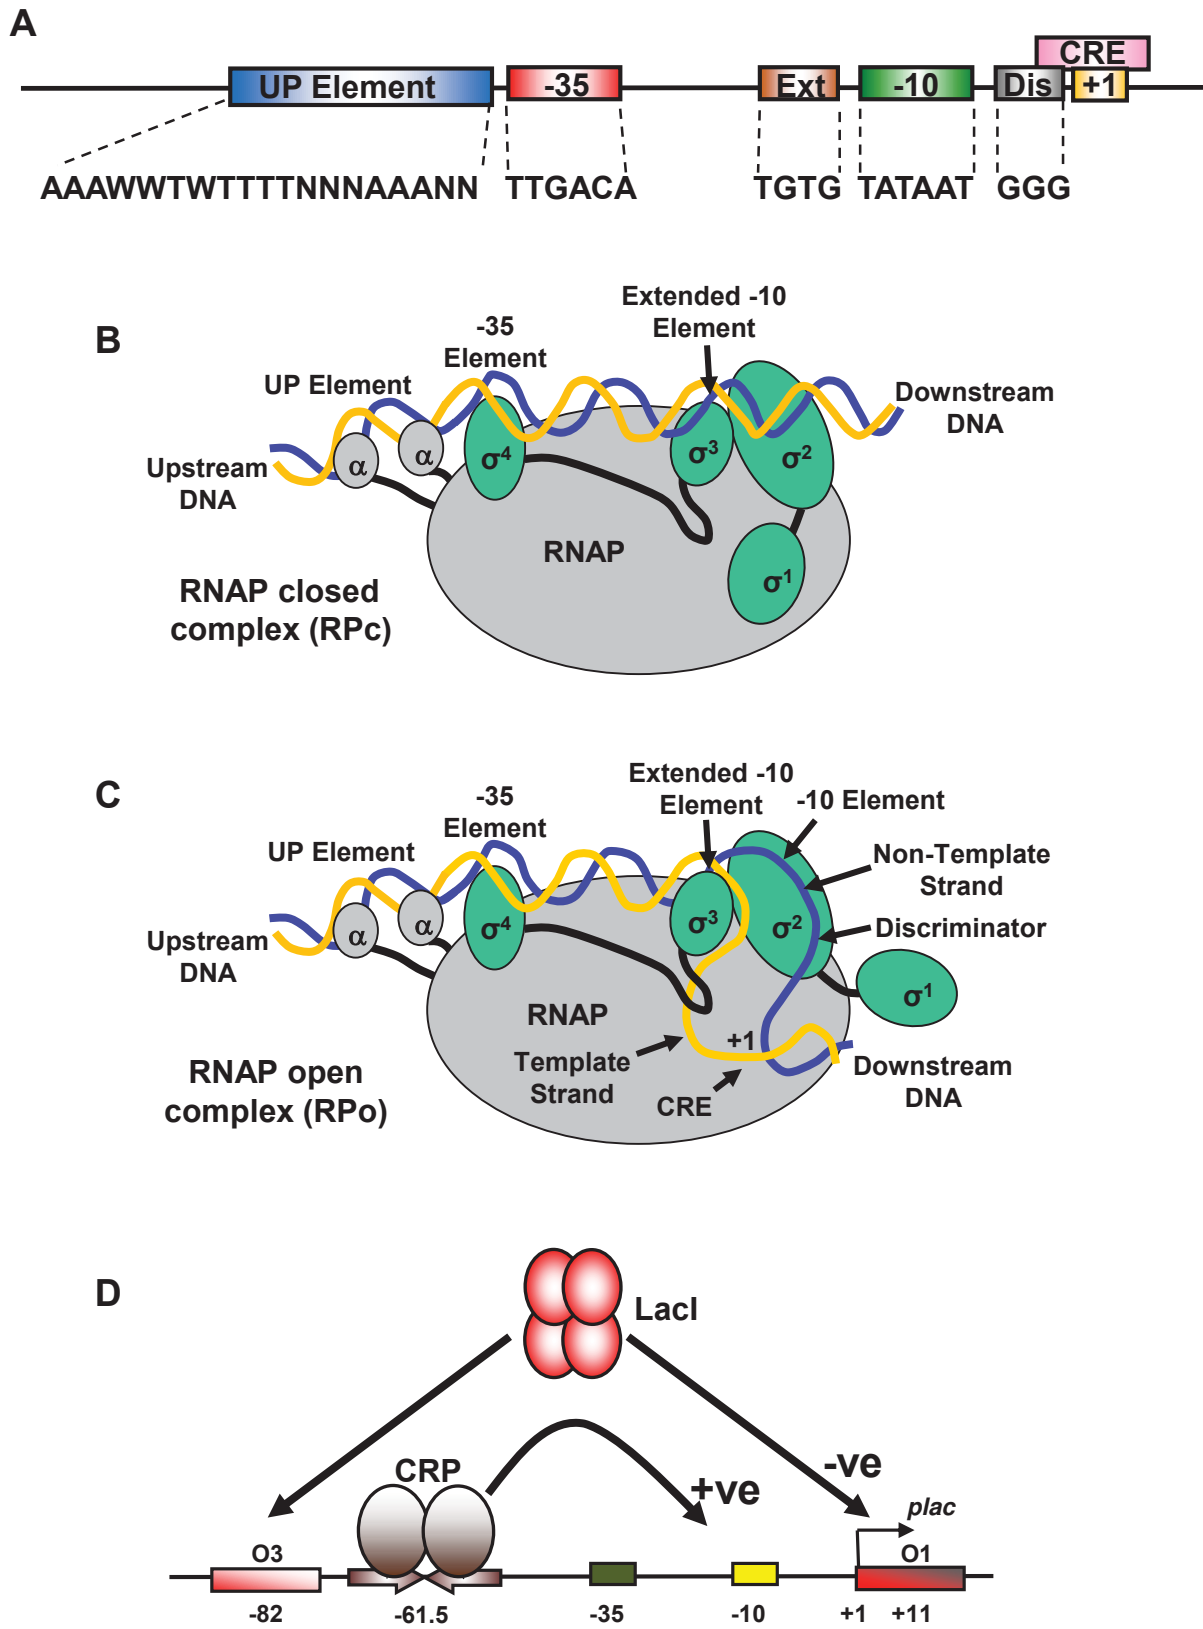 A
CRE
UP Element
-35
Ext
-10
Dis
+1
AAAWWTWTTTTNNNAAANN
TTGACA
TGTG
TATAAT
GGG
B
Extended -10
Element
-35
Element
UP Element
Downstream
DNA
Upstream
DNA
α
α
σ4
σ3
σ2
RNAP
σ1
RNAP closed
complex (RPc)
C
Extended -10
Element
-35
Element
-10 Element
UP Element
Non-Template
Strand
Discriminator
Upstream
DNA
α
α
σ4
σ3
σ2
σ1
RNAP
+1
Template
Strand
CRE
Downstream
DNA
RNAP open
complex (RPo)
D
LacI
CRP
-ve
+ve
plac
O3
O1
-82
-61.5
-35
-10
+1
+11